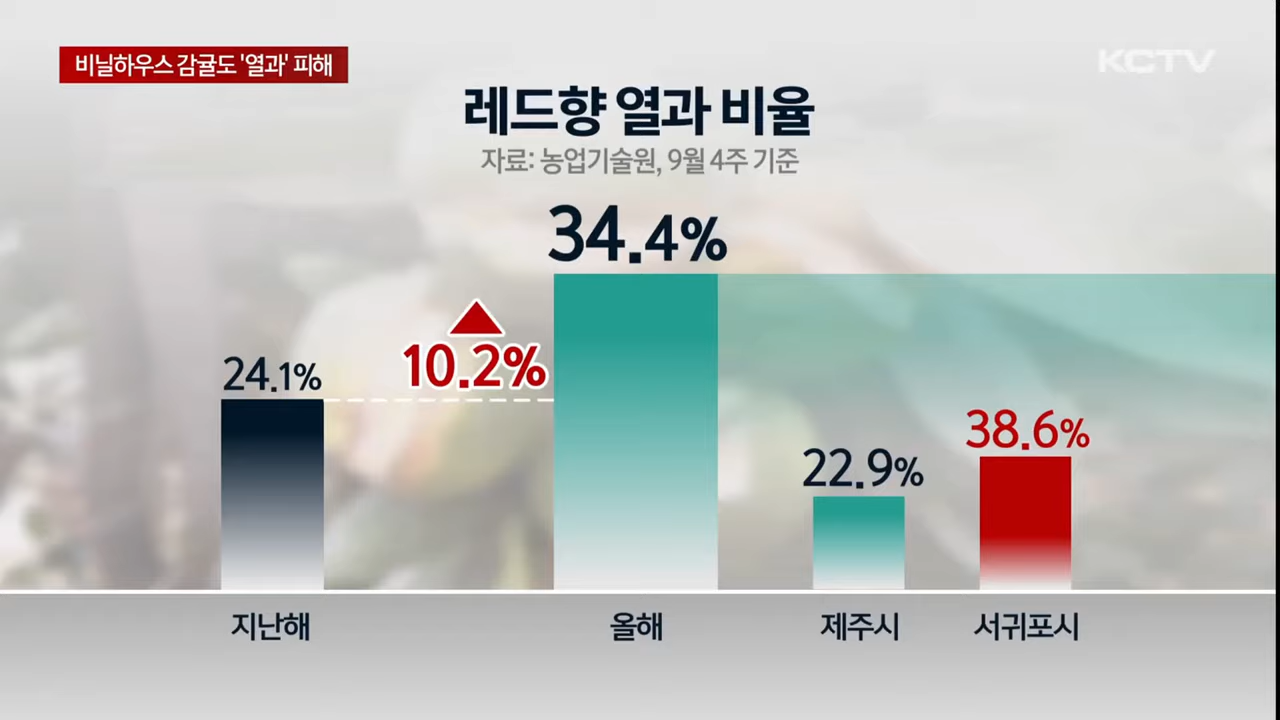 비닐하우스 감귤도 '열과' 피해
KCTV
레드향 열과 비율
자료: 농업기술원, 9월 4주 기준
34.4%
10.2%
24.1%
38.6%
22.9%
지난해
올해
제주시
서귀포시